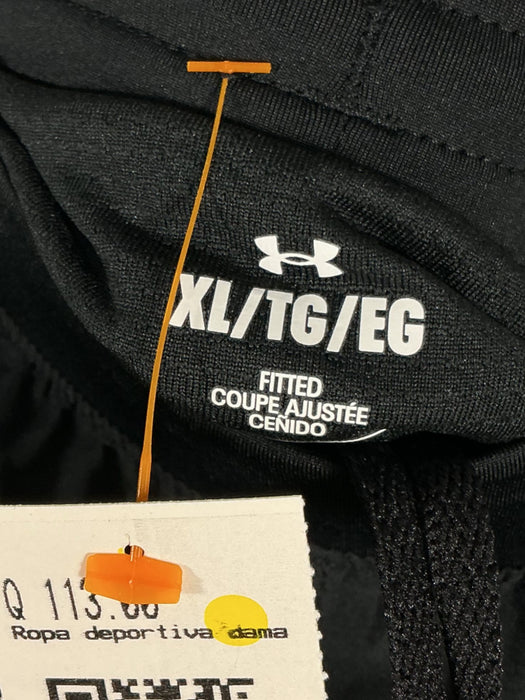 XL/TG/EG
FITTED
COUPE AJUSTÉE
CEÑIDO
Q 113.00
Ropa deportiva dama